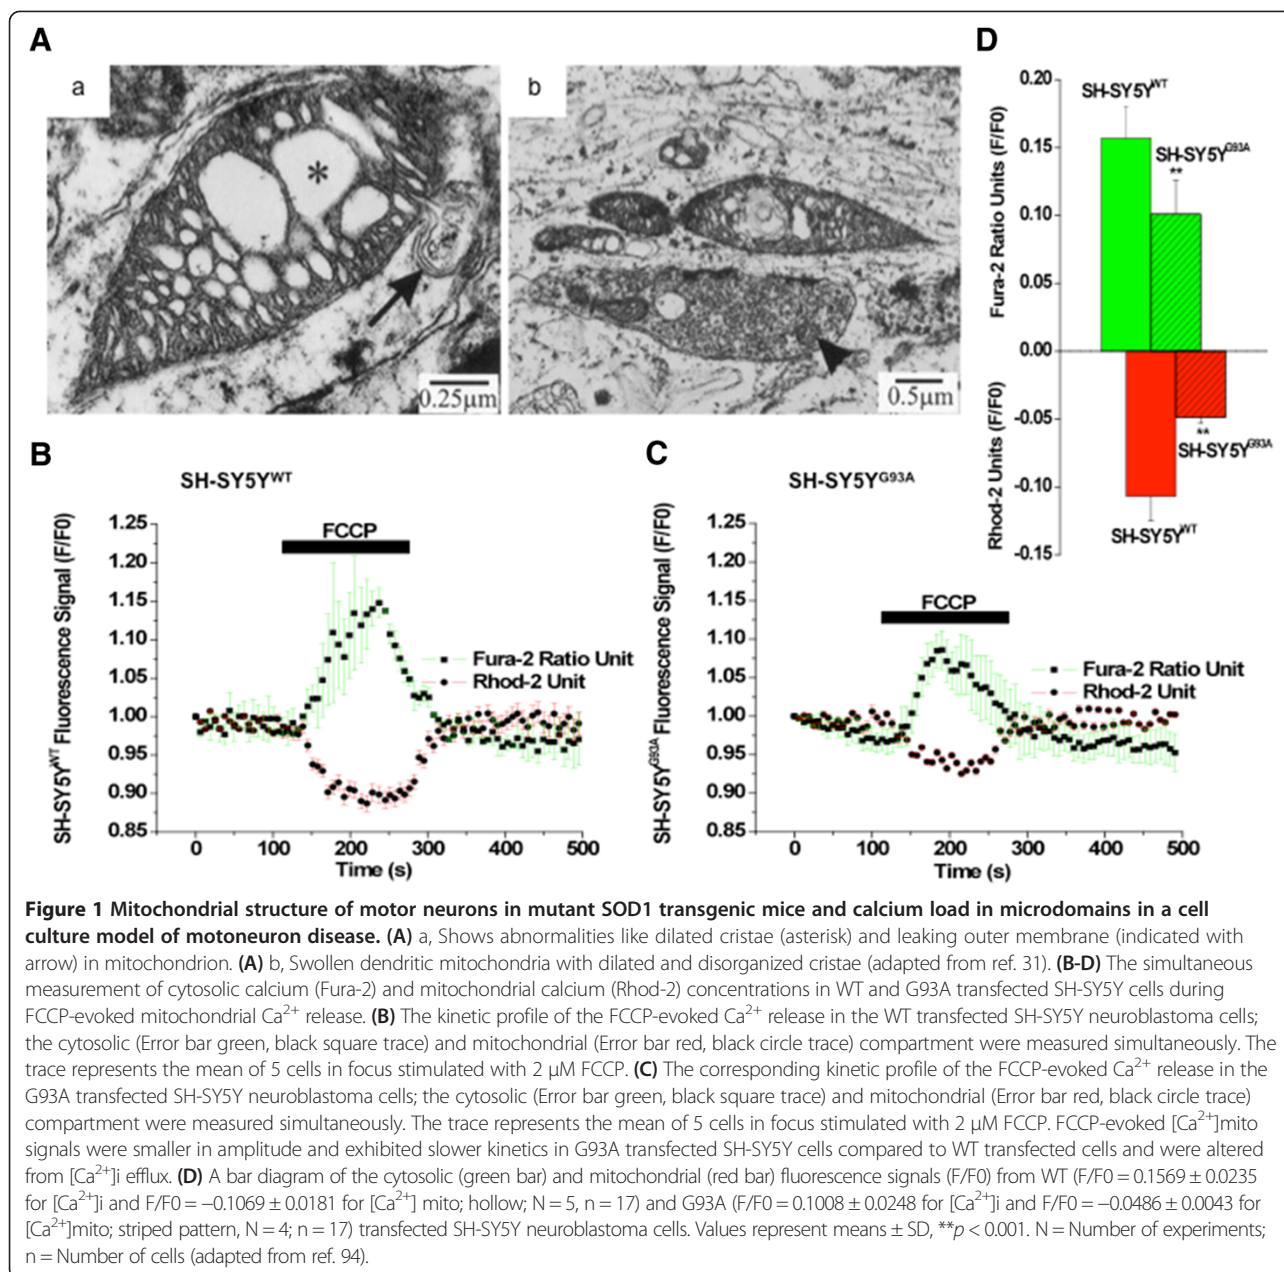 A
a
*
0.25µm
b
0.5µm
D
0.20
0.15
0.10
0.05
0.00
-0.05
-0.10
-0.15
Fura-2 Ratio Units (F/F0)
Rhod-2 Units (F/F0)
SH-SY5Y^WT
SH-SY5Y^G93A
**
**
SH-SY5Y^G93A
SH-SY5Y^WT
B
SH-SY5Y^WT
SH-SY5Y^WT Fluorescence Signal (F/F0)
1.25
1.20
1.15
1.10
1.05
1.00
0.95
0.90
0.85
FCCP
Fura-2 Ratio Unit
Rhod-2 Unit
0 100 200 300 400 500
Time (s)
C
SH-SY5Y^G93A
SH-SY5Y^G93A Fluorescence Signal (F/F0)
1.25
1.20
1.15
1.10
1.05
1.00
0.95
0.90
0.85
FCCP
Fura-2 Ratio Unit
Rhod-2 Unit
0 100 200 300 400 500
Time (s)
Figure 1 Mitochondrial structure of motor neurons in mutant SOD1 transgenic mice and calcium load in microdomains in a cell
culture model of motoneuron disease. (A) a, Shows abnormalities like dilated cristae (asterisk) and leaking outer membrane (indicated with
arrow) in mitochondrion. (A) b, Swollen dendritic mitochondria with dilated and disorganized cristae (adapted from ref. 31). (B-D) The simultaneous
measurement of cytosolic calcium (Fura-2) and mitochondrial calcium (Rhod-2) concentrations in WT and G93A transfected SH-SY5Y cells during
FCCP-evoked mitochondrial Ca²⁺ release. (B) The kinetic profile of the FCCP-evoked Ca²⁺ release in the WT transfected SH-SY5Y neuroblastoma cells;
the cytosolic (Error bar green, black square trace) and mitochondrial (Error bar red, black circle trace) compartment were measured simultaneously. The
trace represents the mean of 5 cells in focus stimulated with 2 µM FCCP. (C) The corresponding kinetic profile of the FCCP-evoked Ca²⁺ release in the
G93A transfected SH-SY5Y neuroblastoma cells; the cytosolic (Error bar green, black square trace) and mitochondrial (Error bar red, black circle trace)
compartment were measured simultaneously. The trace represents the mean of 5 cells in focus stimulated with 2 µM FCCP. FCCP-evoked [Ca²⁺]mito
signals were smaller in amplitude and exhibited slower kinetics in G93A transfected SH-SY5Y cells compared to WT transfected cells and were altered
from [Ca²⁺]i efflux. (D) A bar diagram of the cytosolic (green bar) and mitochondrial (red bar) fluorescence signals (F/F0) from WT (F/F0 = 0.1569 ± 0.0235
for [Ca²⁺]i and F/F0 = −0.1069 ± 0.0181 for [Ca²⁺] mito; hollow; N = 5, n = 17) and G93A (F/F0 = 0.1008 ± 0.0248 for [Ca²⁺]i and F/F0 = −0.0486 ± 0.0043 for
[Ca²⁺]mito; striped pattern, N = 4; n = 17) transfected SH-SY5Y neuroblastoma cells. Values represent means ± SD, **p < 0.001. N = Number of experiments;
n = Number of cells (adapted from ref. 94).